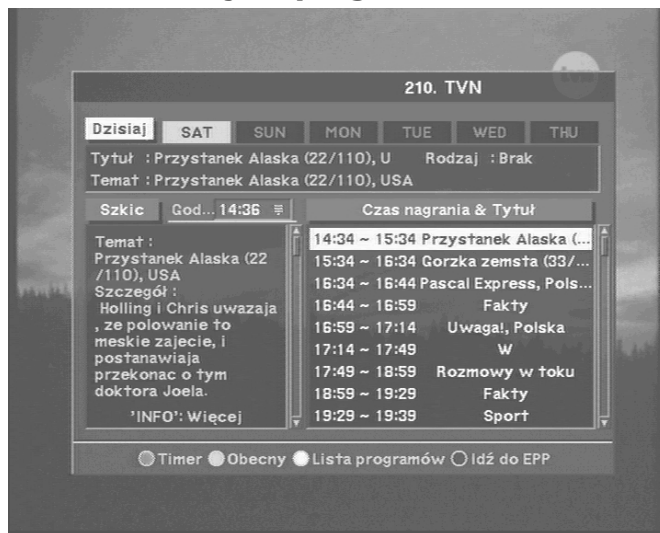 tvn
210. TVN
Dzisiaj SAT SUN MON TUE WED THU
Tytuł : Przystanek Alaska (22/110), U Rodzaj : Brak
Temat : Przystanek Alaska (22/110), USA
Szkic God... 14:36 Czas nagrania & Tytuł
Temat :
Przystanek Alaska (22
/110), USA
Szczegół :
Holling i Chris uwazaja
, ze polowanie to
meskie zajecie, i
postanawiaja
przekonac o tym
doktora Joela.
'INFO': Więcej
14:34 ~ 15:34 Przystanek Alaska (...
15:34 ~ 16:34 Gorzka zemsta (33/...
16:34 ~ 16:44 Pascal Express, Pols...
16:44 ~ 16:59 Fakty
16:59 ~ 17:14 Uwaga!, Polska
17:14 ~ 17:49 W
17:49 ~ 18:59 Rozmowy w toku
18:59 ~ 19:29 Fakty
19:29 ~ 19:39 Sport
Timer Obecny Lista programów Idź do EPP